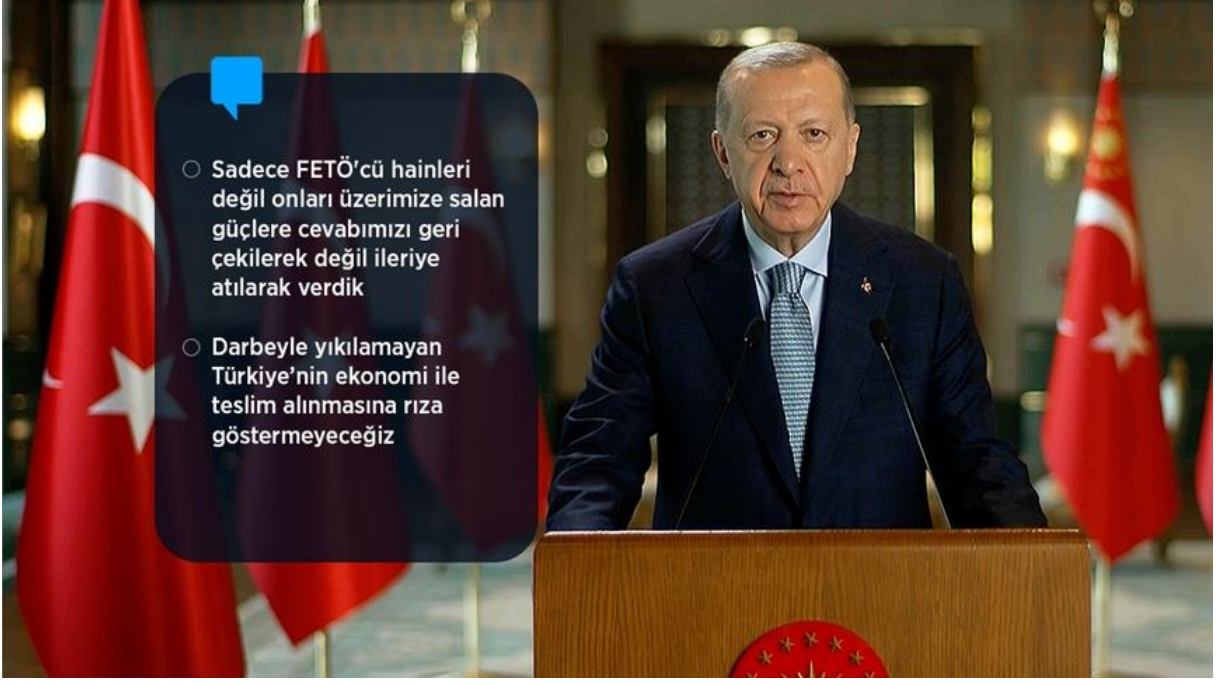 Sadece FETÖ'cü hainleri
değil onları üzerimize salan
güçlere cevabımızı geri
çekilerek değil ileriye
atılarak verdik
Darbeyle yıkılamayan
Türkiye’nin ekonomi ile
teslim alınmasına rıza
göstermeyeceğiz